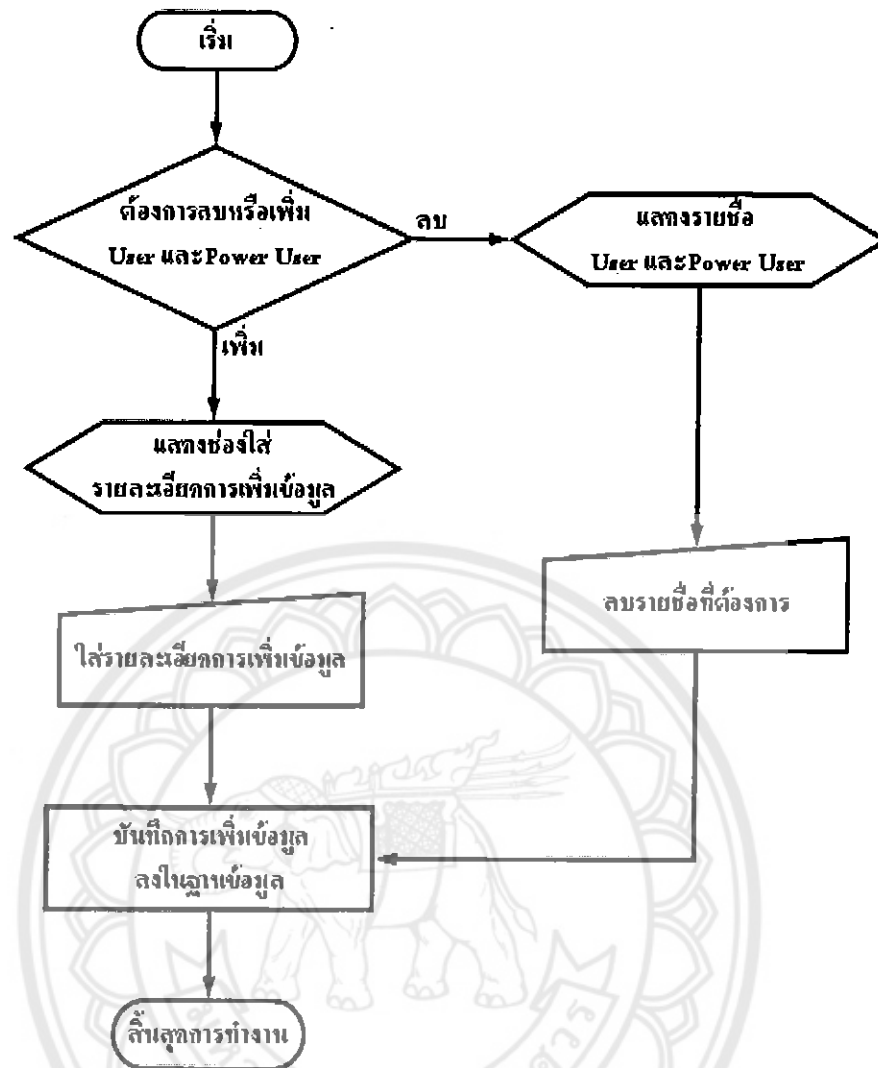 เริ่ม
ต้องการลบหรือเพิ่ม
User และ Power User
ลบ
แสดงรายชื่อ
User และ Power User
เพิ่ม
แสดงช่องใส่
รายละเอียดการเพิ่มข้อมูล
ลบรายชื่อที่ต้องการ
ใส่รายละเอียดการเพิ่มข้อมูล
บันทึกการเพิ่มข้อมูล
ลงในฐานข้อมูล
สิ้นสุดการทำงาน